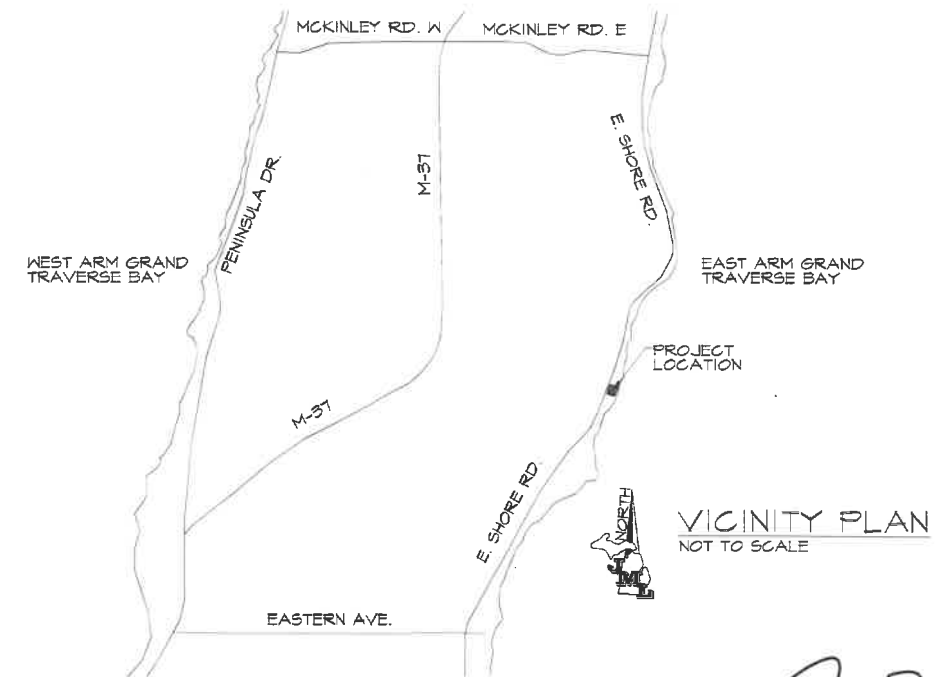 MCKINLEY RD. W
MCKINLEY RD. E
E. SHORE RD.
M-37
PENINSULA DR.
WEST ARM GRAND
TRAVERSE BAY
EAST ARM GRAND
TRAVERSE BAY
PROJECT
LOCATION
M-37
E. SHORE RD.
NORTH
JML
VICINITY PLAN
NOT TO SCALE
EASTERN AVE.